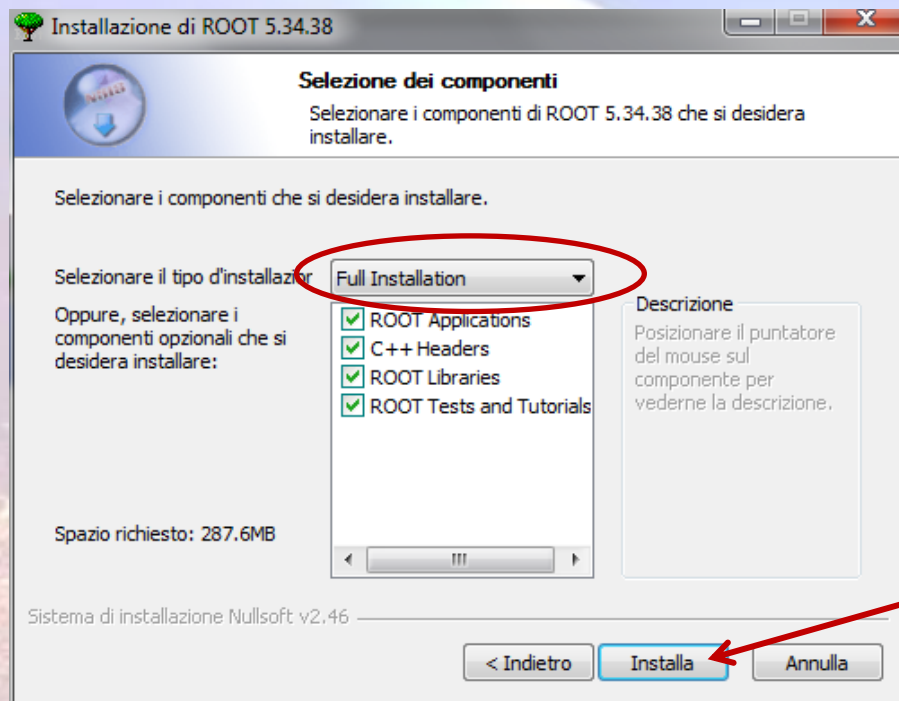 Installazione di ROOT 5.34.38
Selezione dei componenti
Selezionare i componenti di ROOT 5.34.38 che si desidera
installare.
Selezionare i componenti che si desidera installare.
Selezionare il tipo d'installazior
Full Installation
Oppure, selezionare i
componenti opzionali che si
desidera installare:
ROOT Applications
C++ Headers
ROOT Libraries
ROOT Tests and Tutorials
Descrizione
Posizionare il puntatore
del mouse sul
componente per
vederne la descrizione.
Spazio richiesto: 287.6MB
Sistema di installazione Nullsoft v2.46
< Indietro
Installa
Annulla